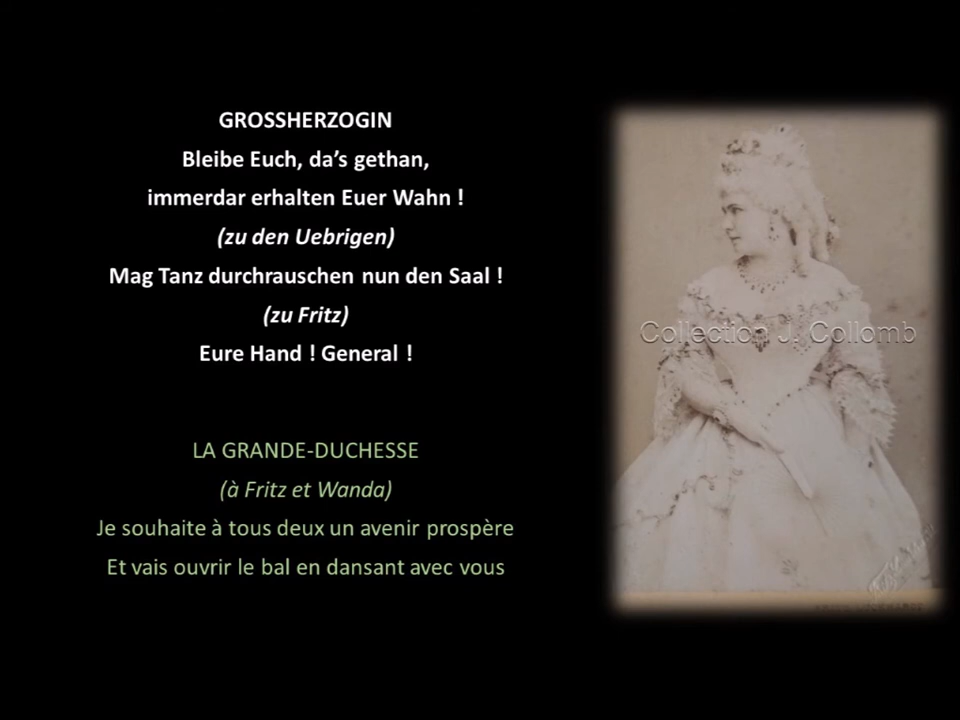 GROSSHERZOGIN
Bleibe Euch, da’s gethan,
immerdar erhalten Euer Wahn !
(zu den Uebrigen)
Mag Tanz durchrauschen nun den Saal !
(zu Fritz)
Eure Hand ! General !
LA GRANDE-DUCHESSE
(à Fritz et Wanda)
Je souhaite à tous deux un avenir prospère
Et vais ouvrir le bal en dansant avec vous
Collection J. Collomb